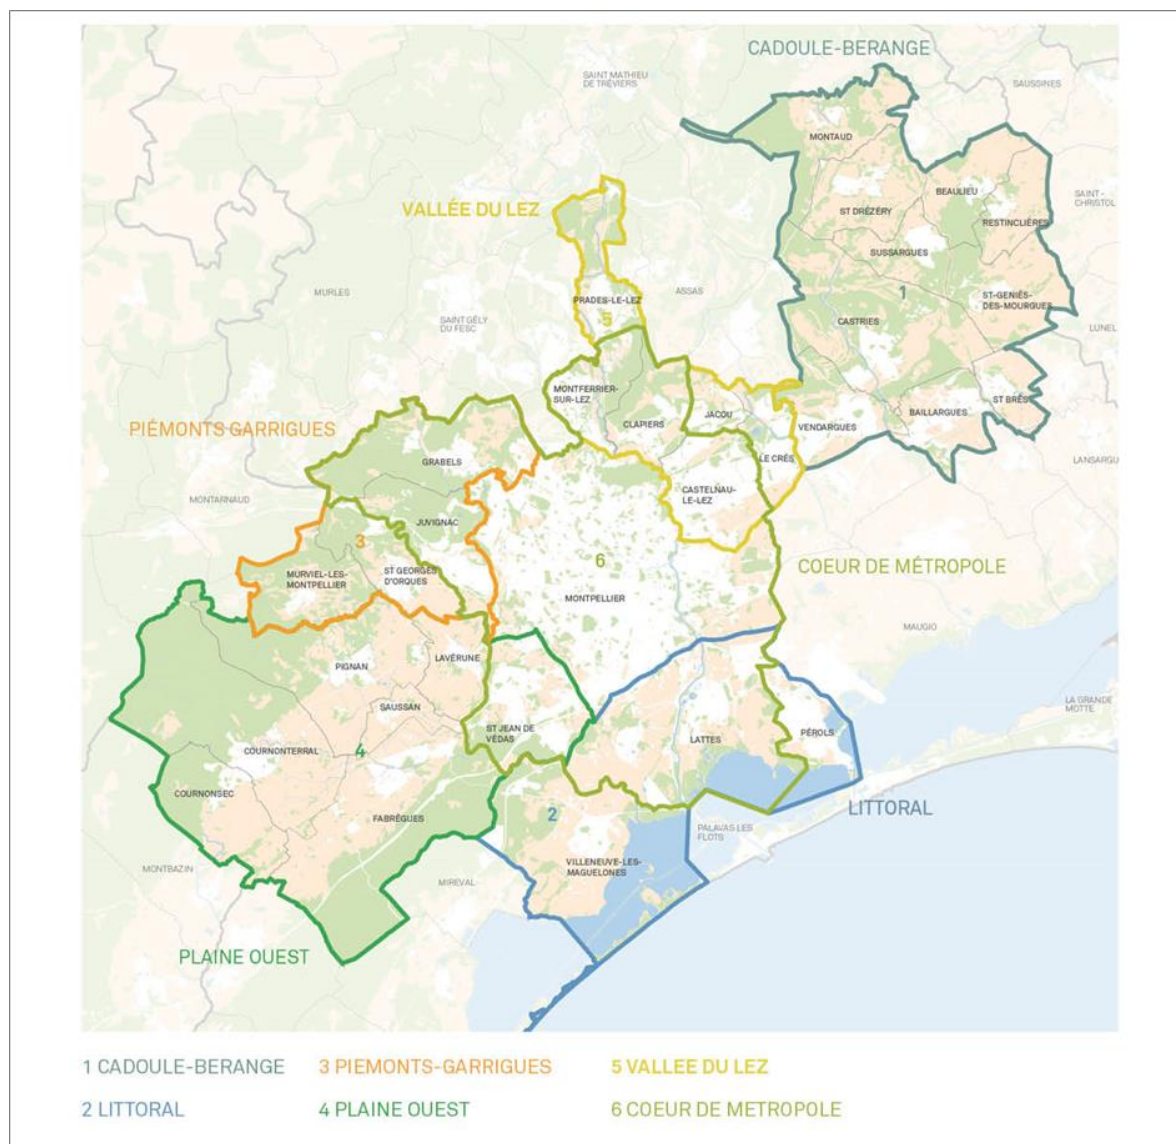 CADOULE-BERANGE
SAINT MATHIEU
DE TRÉVIERS
SAUSSINES
MONTAUD
BEAULIEU
SAINT-
CHRISTOL
VALLÉE DU LEZ
ST DRÉZÉRY
RESTINCLIÈRES
SUSSARGUES
MURLES
ASSAS
PRADES-LE-LEZ
1
ST-GENIÈS-
DES-MOURGUES
SAINT GÉLY
DU FESC
5
CASTRIES
LUNEL
MONTFERRIER-
SUR-LEZ
JACOU
ST BRÈS
BAILLARGUES
CLAPIERS
VENDARGUES
PIÉMONTS GARRIGUES
GRABELS
LE CRÈS
LANSARGU
CASTELNAU-
LE-LEZ
MONTARNAUD
JUVIGNAC
3
6
COEUR DE MÉTROPOLE
MURVIEL-LES-
MONTPELLIER
ST GEORGES
D'ORQUES
MONTPELLIER
MAUGIO
LAVÉRUNE
PIGNAN
SAUSSAN
LA GRANDE
MOTTE
ST JEAN DE
VÉDAS
PÉROLS
LATTES
COURNONTERRAL
4
COURNONSEC
LITTORAL
FABRÈGUES
2
PALAVAS LES
FLOTS
VILLENEUVE-LES-
MAGUELONES
MONTBAZIN
MIREVAL
PLAINE OUEST
1 CADOULE-BERANGE
3 PIEMONTS-GARRIGUES
5 VALLEE DU LEZ
2 LITTORAL
4 PLAINE OUEST
6 COEUR DE METROPOLE